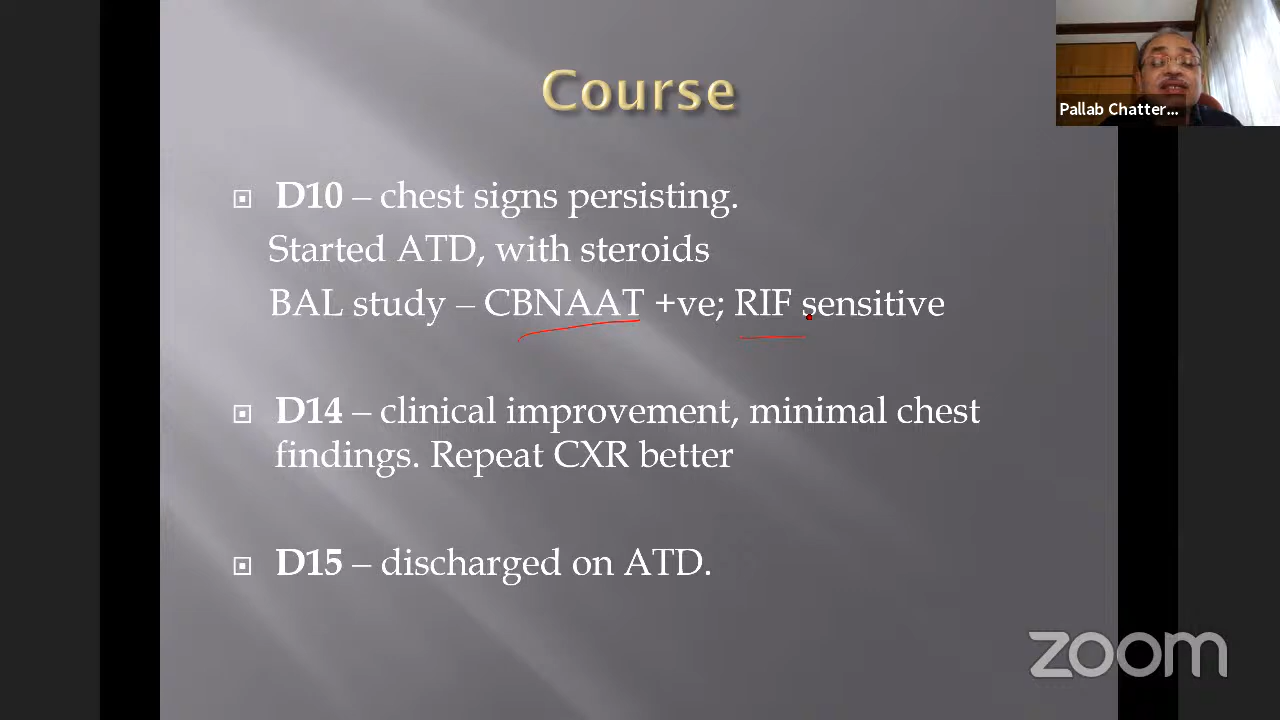 Course
Pallab Chatter...
D10 – chest signs persisting.
Started ATD, with steroids
BAL study – CBNAAT +ve; RIF sensitive
D14 – clinical improvement, minimal chest
findings. Repeat CXR better
D15 – discharged on ATD.
zoom